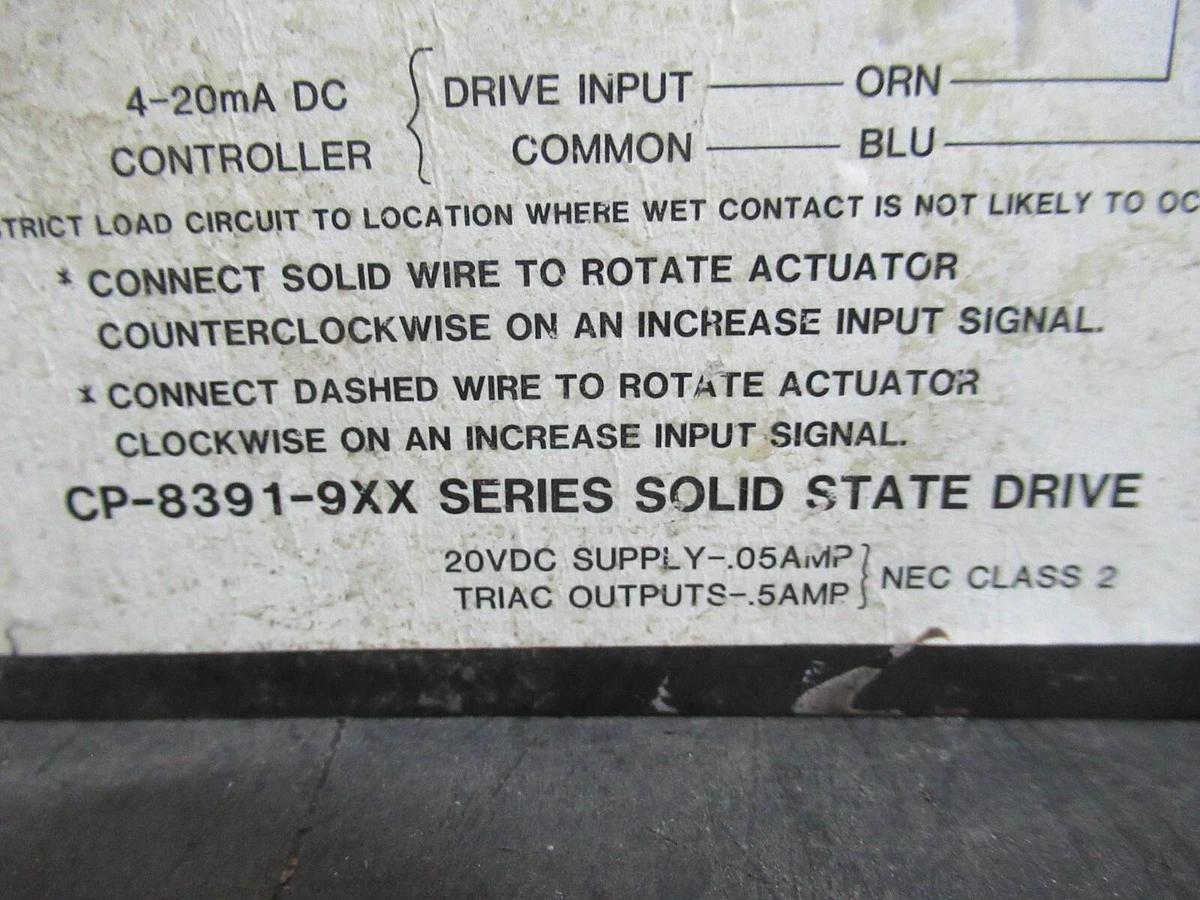 4-20mA DC DRIVE INPUT ORN
CONTROLLER COMMON BLU
LOAD CIRCUIT TO LOCATION WHERE WET CONTACT IS NOT LIKELY TO
* CONNECT SOLID WIRE TO ROTATE ACTUATOR
COUNTERCLOCKWISE ON AN INCREASE INPUT SIGNAL.
* CONNECT DASHED WIRE TO ROTATE ACTUATOR
CLOCKWISE ON AN INCREASE INPUT SIGNAL.
CP-8391-9XX SERIES SOLID STATE DRIVE
20VDC SUPPLY-.05AMP
TRIAC OUTPUTS-.5AMP
NEC CLASS 2